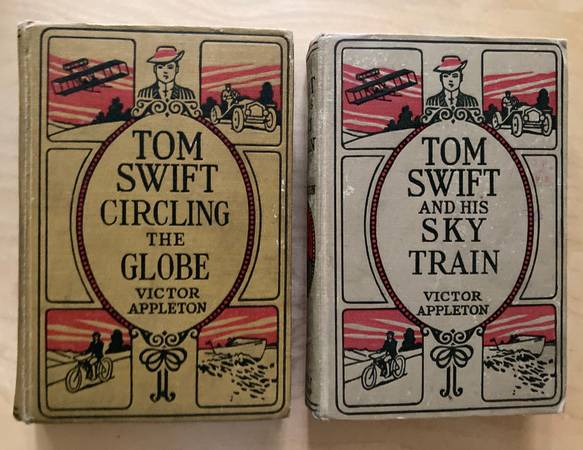 TOM
SWIFT
CIRCLING
THE
GLOBE
VICTOR
APPLETON
TOM
SWIFT
AND HIS
SKY
TRAIN
VICTOR
APPLETON